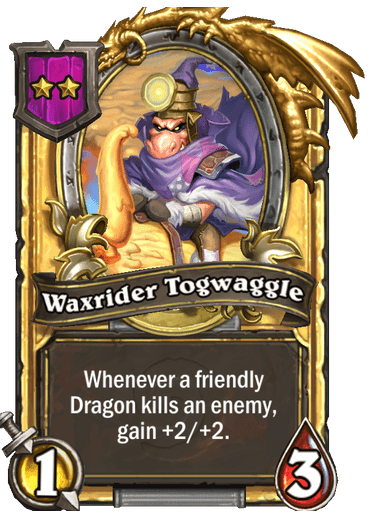 Waxrider Togwaggle
Whenever a friendly
Dragon kills an enemy,
gain +2/+2.
1
3